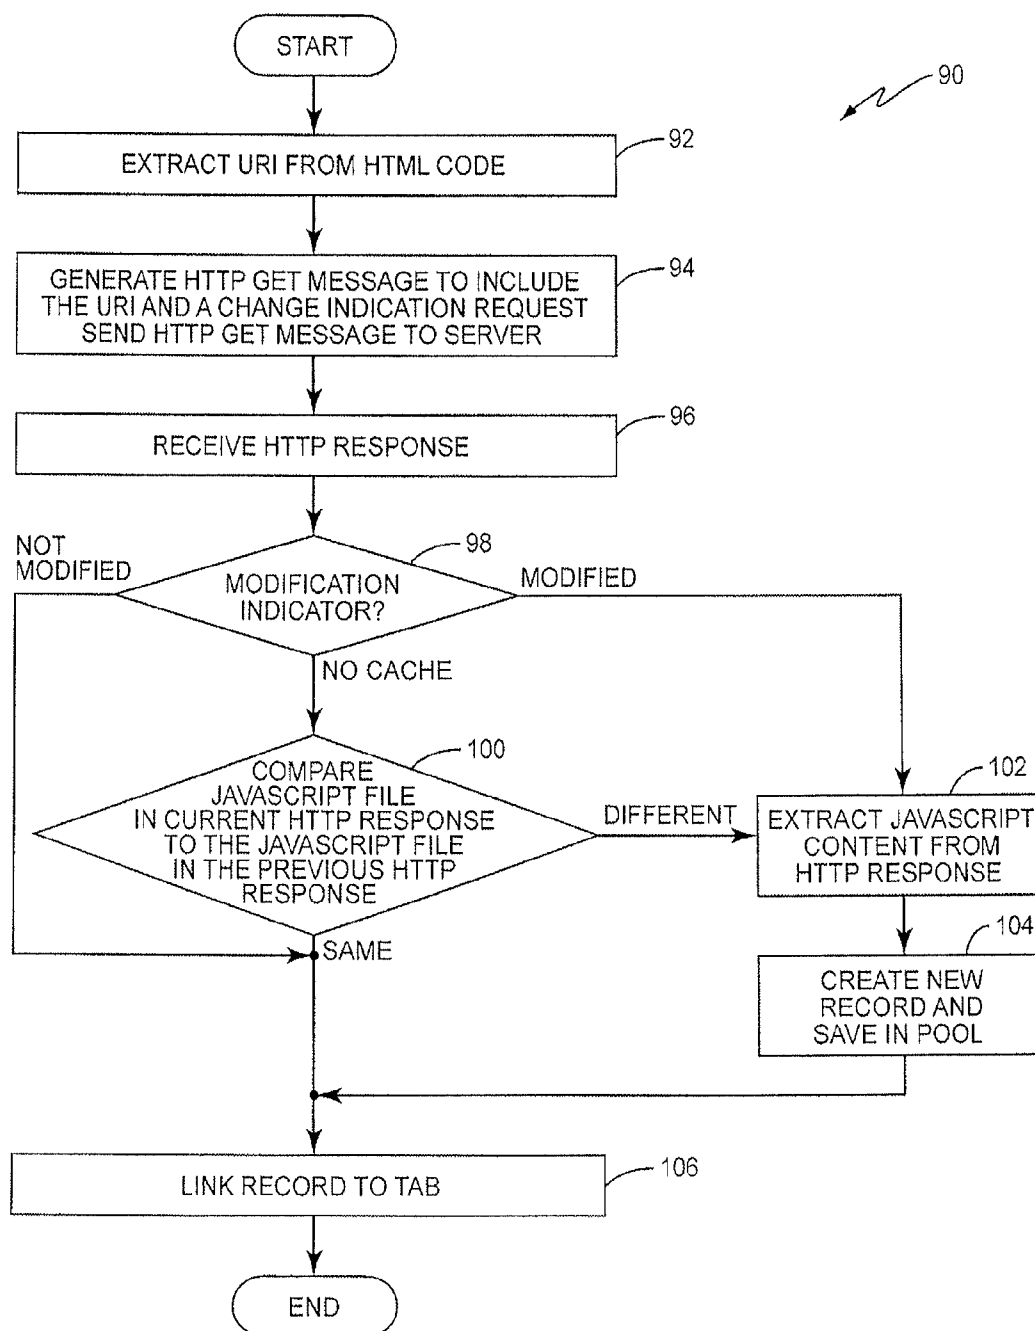 START
90
92
EXTRACT URI FROM HTML CODE
94
GENERATE HTTP GET MESSAGE TO INCLUDE
THE URI AND A CHANGE INDICATION REQUEST
SEND HTTP GET MESSAGE TO SERVER
96
RECEIVE HTTP RESPONSE
NOT
MODIFIED
98
MODIFICATION
INDICATOR?
MODIFIED
NO CACHE
100
COMPARE
JAVASCRIPT FILE
IN CURRENT HTTP RESPONSE
TO THE JAVASCRIPT FILE
IN THE PREVIOUS HTTP
RESPONSE
DIFFERENT
102
EXTRACT JAVASCRIPT
CONTENT FROM
HTTP RESPONSE
SAME
104
CREATE NEW
RECORD AND
SAVE IN POOL
106
LINK RECORD TO TAB
END